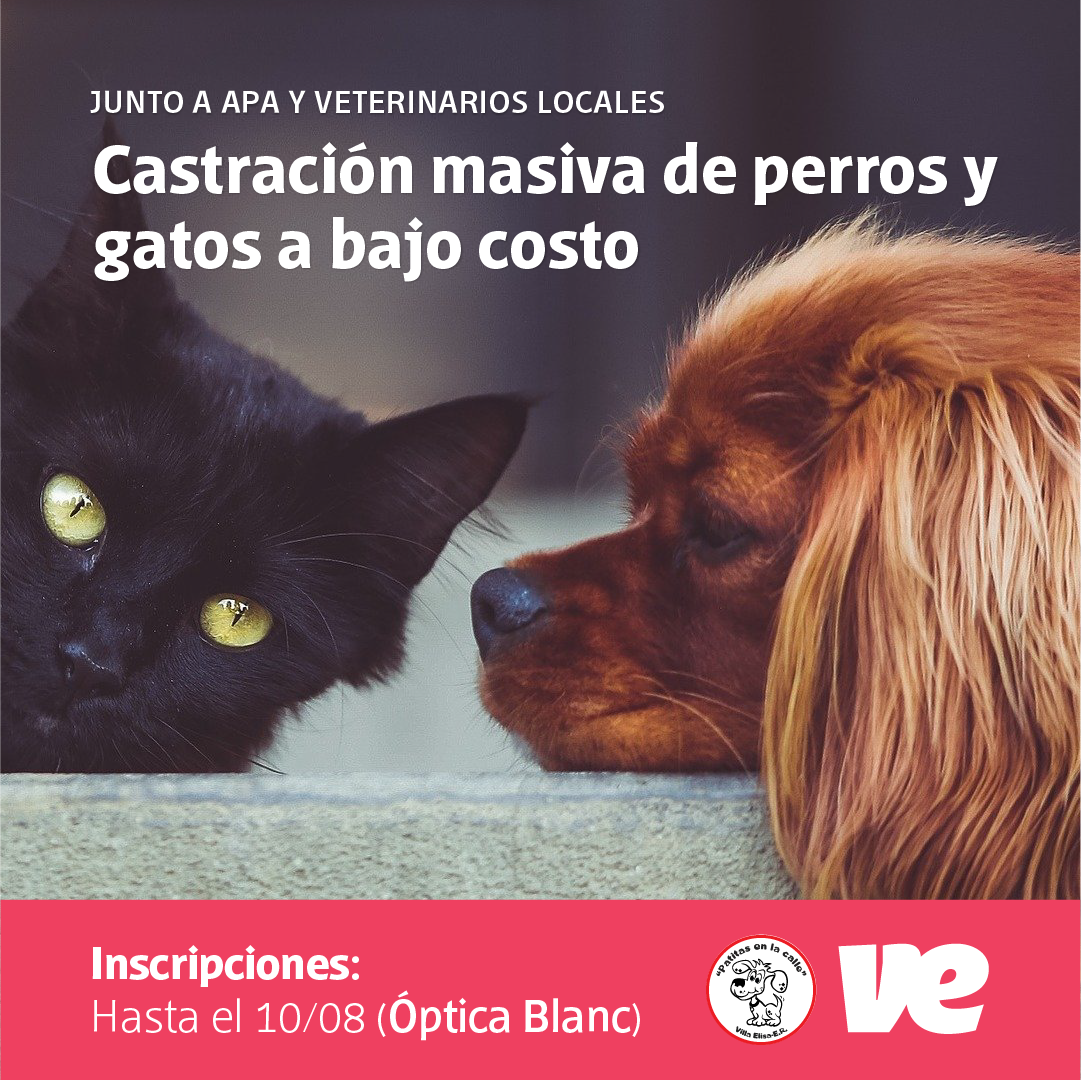 JUNTO A APA Y VETERINARIOS LOCALES
Castración masiva de perros y
gatos a bajo costo
Inscripciones:
Hasta el 10/08 (Óptica Blanc)
"Patitas en la calle"
Villa Elisa-E.R.
ve